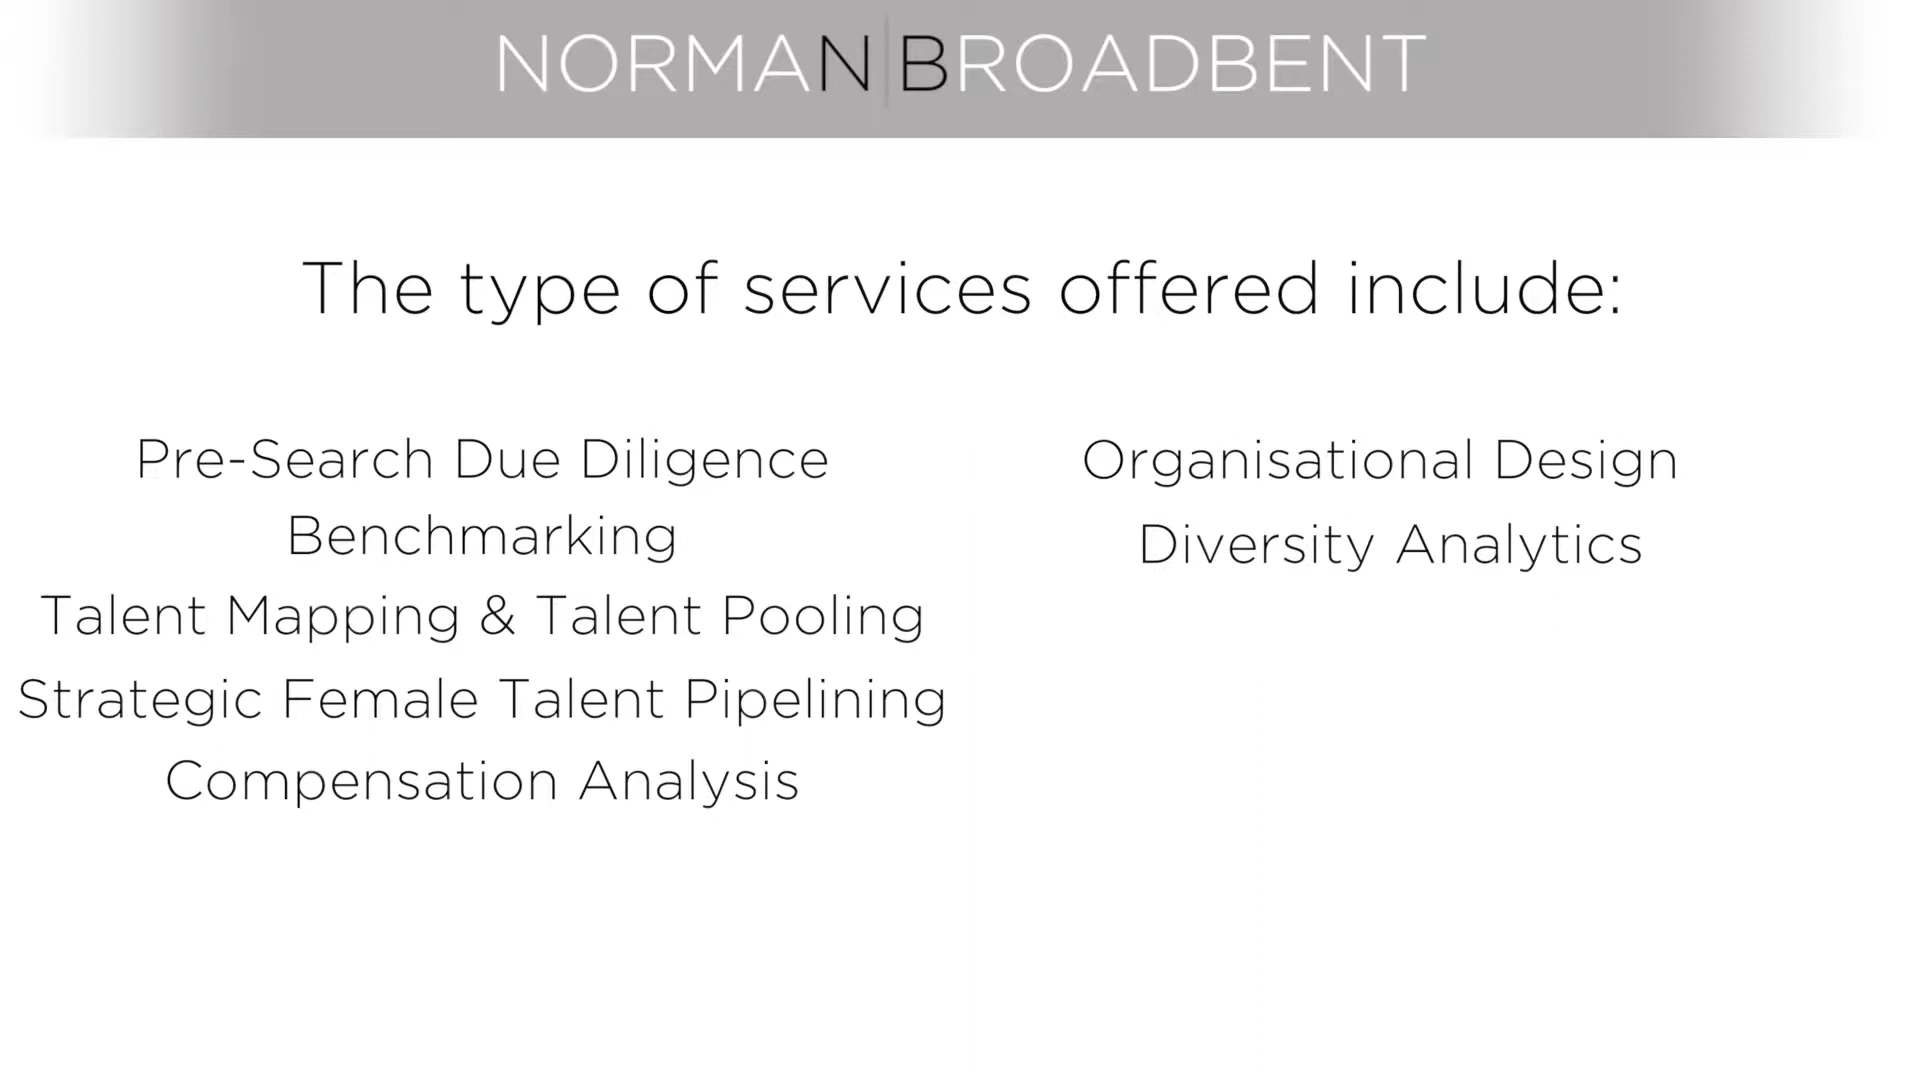 NORMAN BROADBENT
The type of services offered include:
Pre-Search Due Diligence
Benchmarking
Talent Mapping & Talent Pooling
Strategic Female Talent Pipelining
Compensation Analysis
Organisational Design
Diversity Analytics